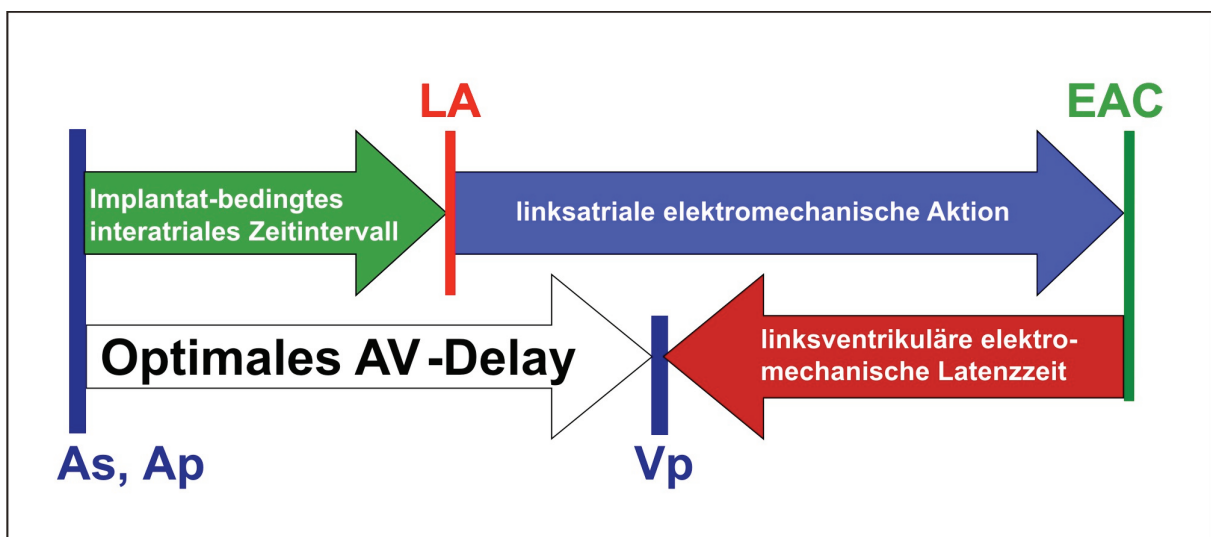 LA
EAC
Implantat-bedingtes
interatriales Zeitintervall
linksatriale elektromechanische Aktion
Optimales AV-Delay
linksventrikuläre elektro-
mechanische Latenzzeit
As, Ap
Vp